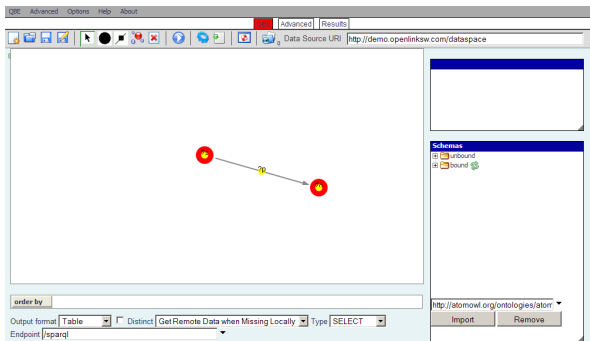 QBE Advanced Options Help About
QBE Advanced Results
Data Source URI http://demo.openlinksw.com/dataspace
?p
Schemas
unbound
bound
order by
http://atomowl.org/ontologies/atom
Import Remove
Output format Table Distinct Get Remote Data when Missing Locally Type SELECT
Endpoint /sparql